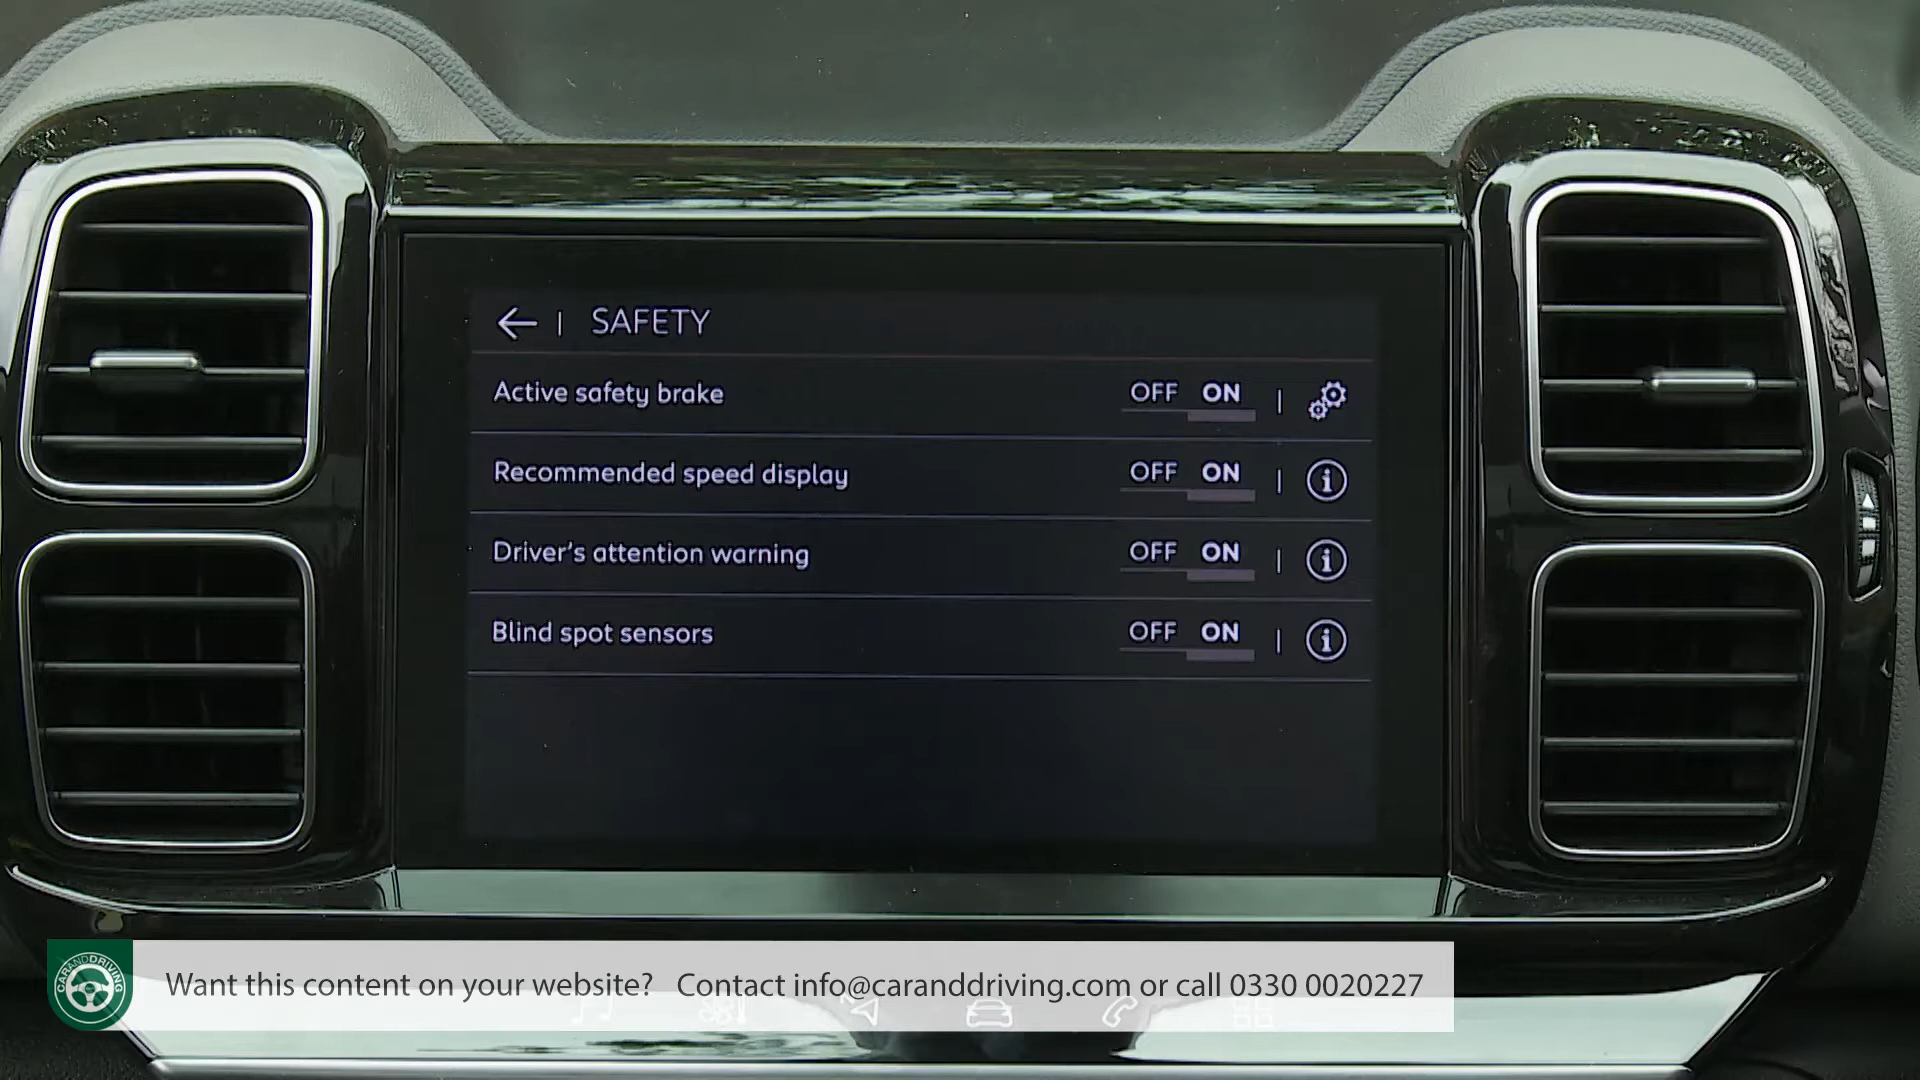 SAFETY
Active safety brake OFF ON
Recommended speed display OFF ON
Driver's attention warning OFF ON
Blind spot sensors OFF ON
CARANDDRIVING
Want this content on your website? Contact info@caranddriving.com or call 0330 0020227